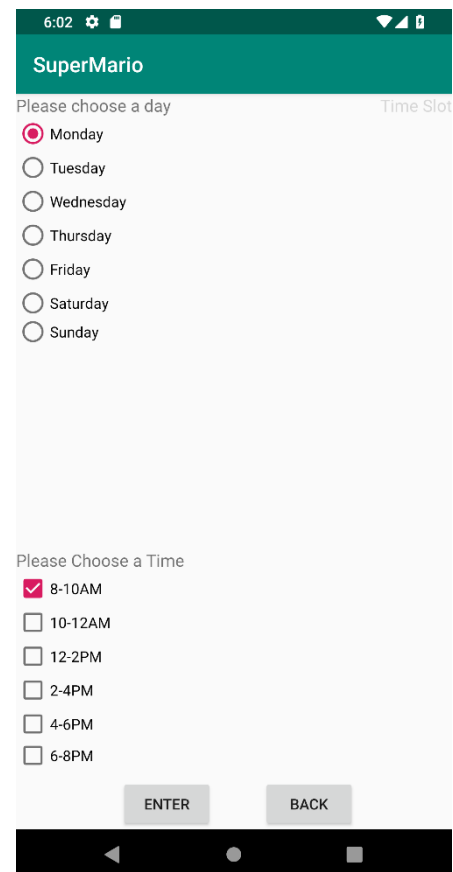 6:02
SuperMario
Please choose a day Time Slot
Monday
Tuesday
Wednesday
Thursday
Friday
Saturday
Sunday
Please Choose a Time
8-10AM
10-12AM
12-2PM
2-4PM
4-6PM
6-8PM
ENTER BACK